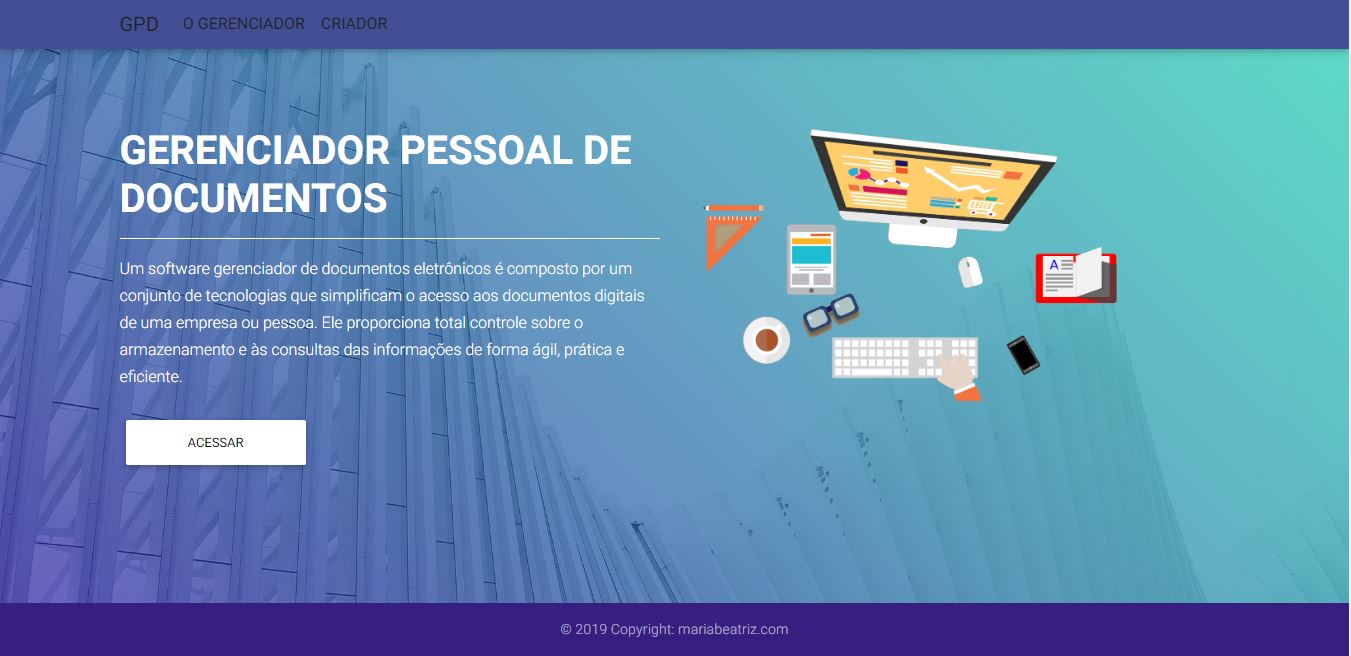 GPD O GERENCIADOR CRIADOR
GERENCIADOR PESSOAL DE
DOCUMENTOS
Um software gerenciador de documentos eletrônicos é composto por um
conjunto de tecnologias que simplificam o acesso aos documentos digitais
de uma empresa ou pessoa. Ele proporciona total controle sobre o
armazenamento e às consultas das informações de forma ágil, prática e
eficiente.
ACESSAR
A
© 2019 Copyright: mariabeatriz.com